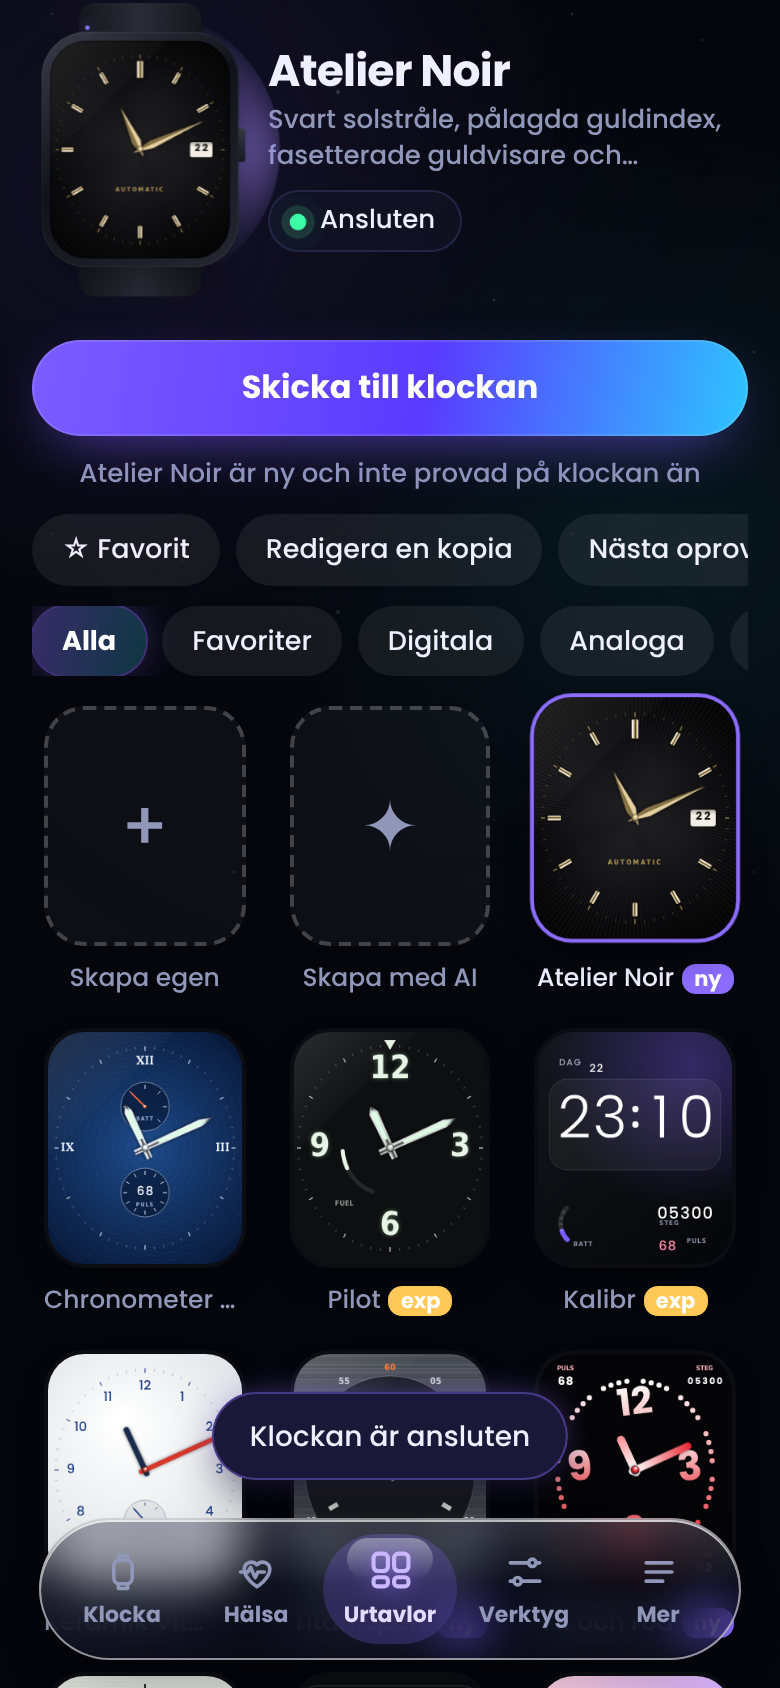 Atelier Noir
Svart solstråle, pålagda guldindex,
fasetterade guldvisare och...
22
AUTOMATIC
Ansluten
Skicka till klockan
Atelier Noir är ny och inte provad på klockan än
☆ Favorit
Redigera en kopia
Nästa oprov
Alla
Favoriter
Digitala
Analoga
22
AUTOMATIC
Skapa egen
Skapa med AI
Atelier Noir ny
XII
BATT
IX
III
68
PULS
12
9
3
FUEL
6
DAG 22
23:10
05300
STEG
BATT
68 PULS
Chronometer ...
Pilot exp
Kalibr exp
12
11
1
10
2
9
3
8
4
60
55
05
PULS
68
STEG
05300
12
9
3
Klockan är ansluten
Klocka
Hälsa
Urtavlor
Verktyg
Mer
ny